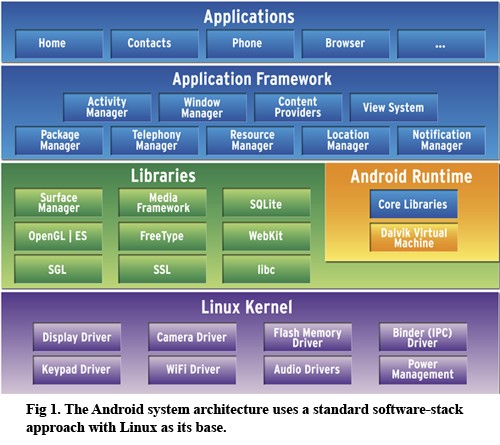 Applications
Home
Contacts
Phone
Browser
...
Application Framework
Activity
Manager
Window
Manager
Content
Providers
View System
Package
Manager
Telephony
Manager
Resource
Manager
Location
Manager
Notification
Manager
Libraries
Surface
Manager
Media
Framework
SQLite
OpenGL | ES
FreeType
WebKit
SGL
SSL
libc
Android Runtime
Core Libraries
Dalvik Virtual
Machine
Linux Kernel
Display Driver
Camera Driver
Flash Memory
Driver
Binder (IPC)
Driver
Keypad Driver
WiFi Driver
Audio Drivers
Power
Management
Fig 1. The Android system architecture uses a standard software-stack
approach with Linux as its base.